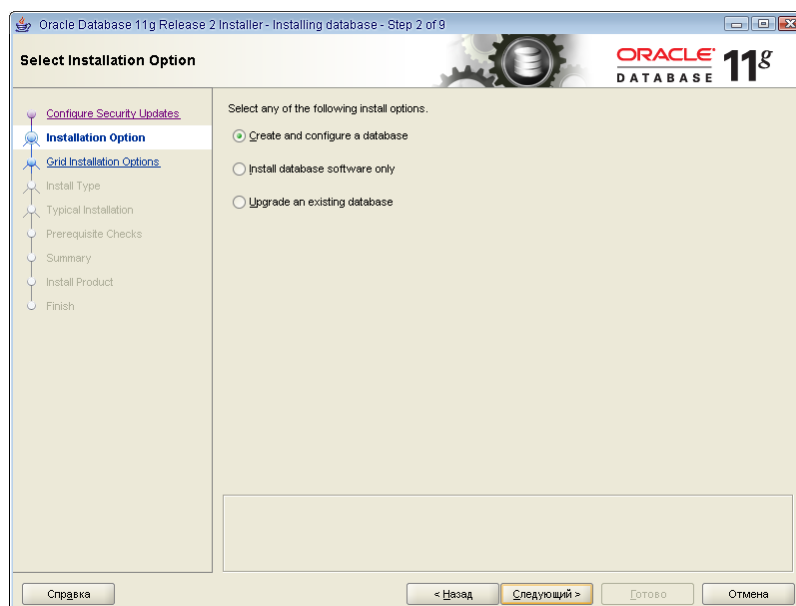 Oracle Database 11g Release 2 Installer - Installing database - Step 2 of 9
Select Installation Option
ORACLE
DATABASE
11g
Configure Security Updates
Installation Option
Grid Installation Options
Install Type
Typical Installation
Prerequisite Checks
Summary
Install Product
Finish
Select any of the following install options.
Create and configure a database
Install database software only
Upgrade an existing database
Справка
< Назад
Следующий >
Готово
Отмена